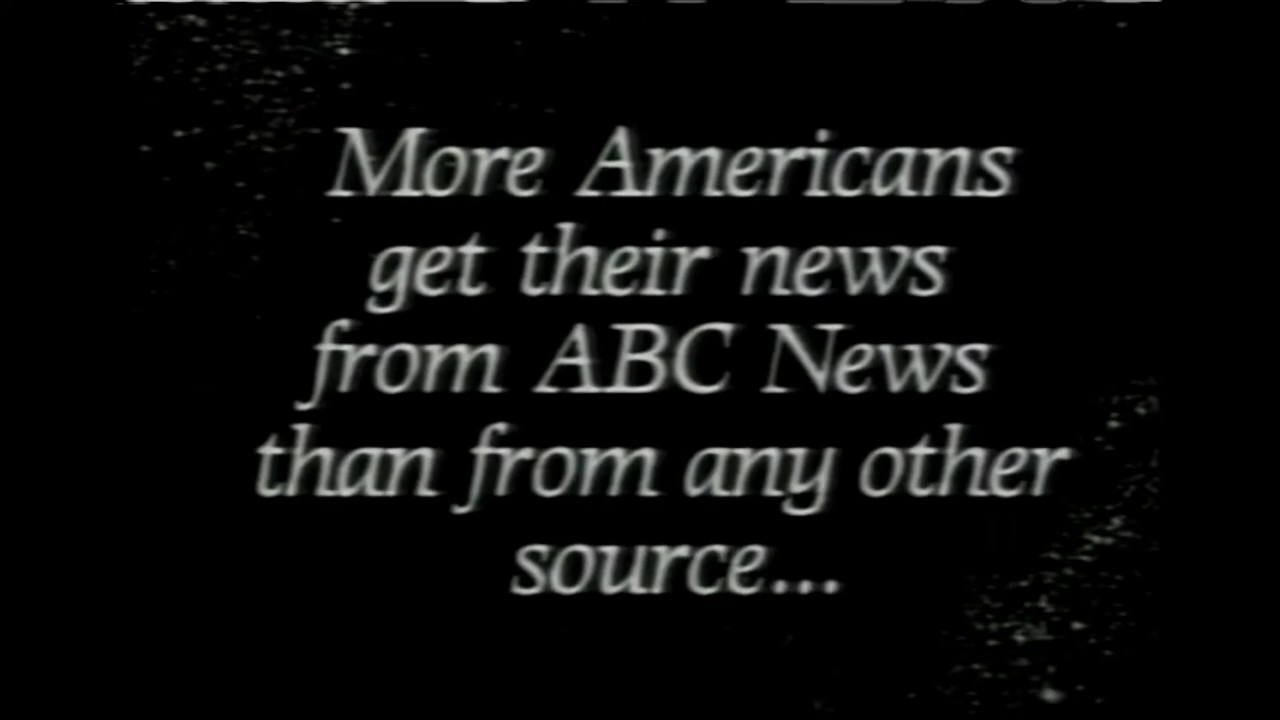 More Americans
get their news
from ABC News
than from any other
source...